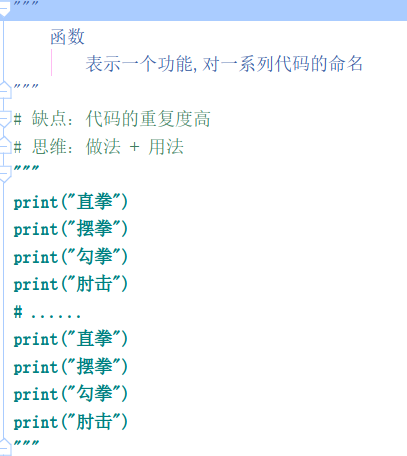 """
函数
表示一个功能,对一系列代码的命名
"""
# 缺点：代码的重复度高
# 思维：做法 + 用法
"""
print("直拳")
print("摆拳")
print("勾拳")
print("肘击")
# ......
print("直拳")
print("摆拳")
print("勾拳")
print("肘击")
"""